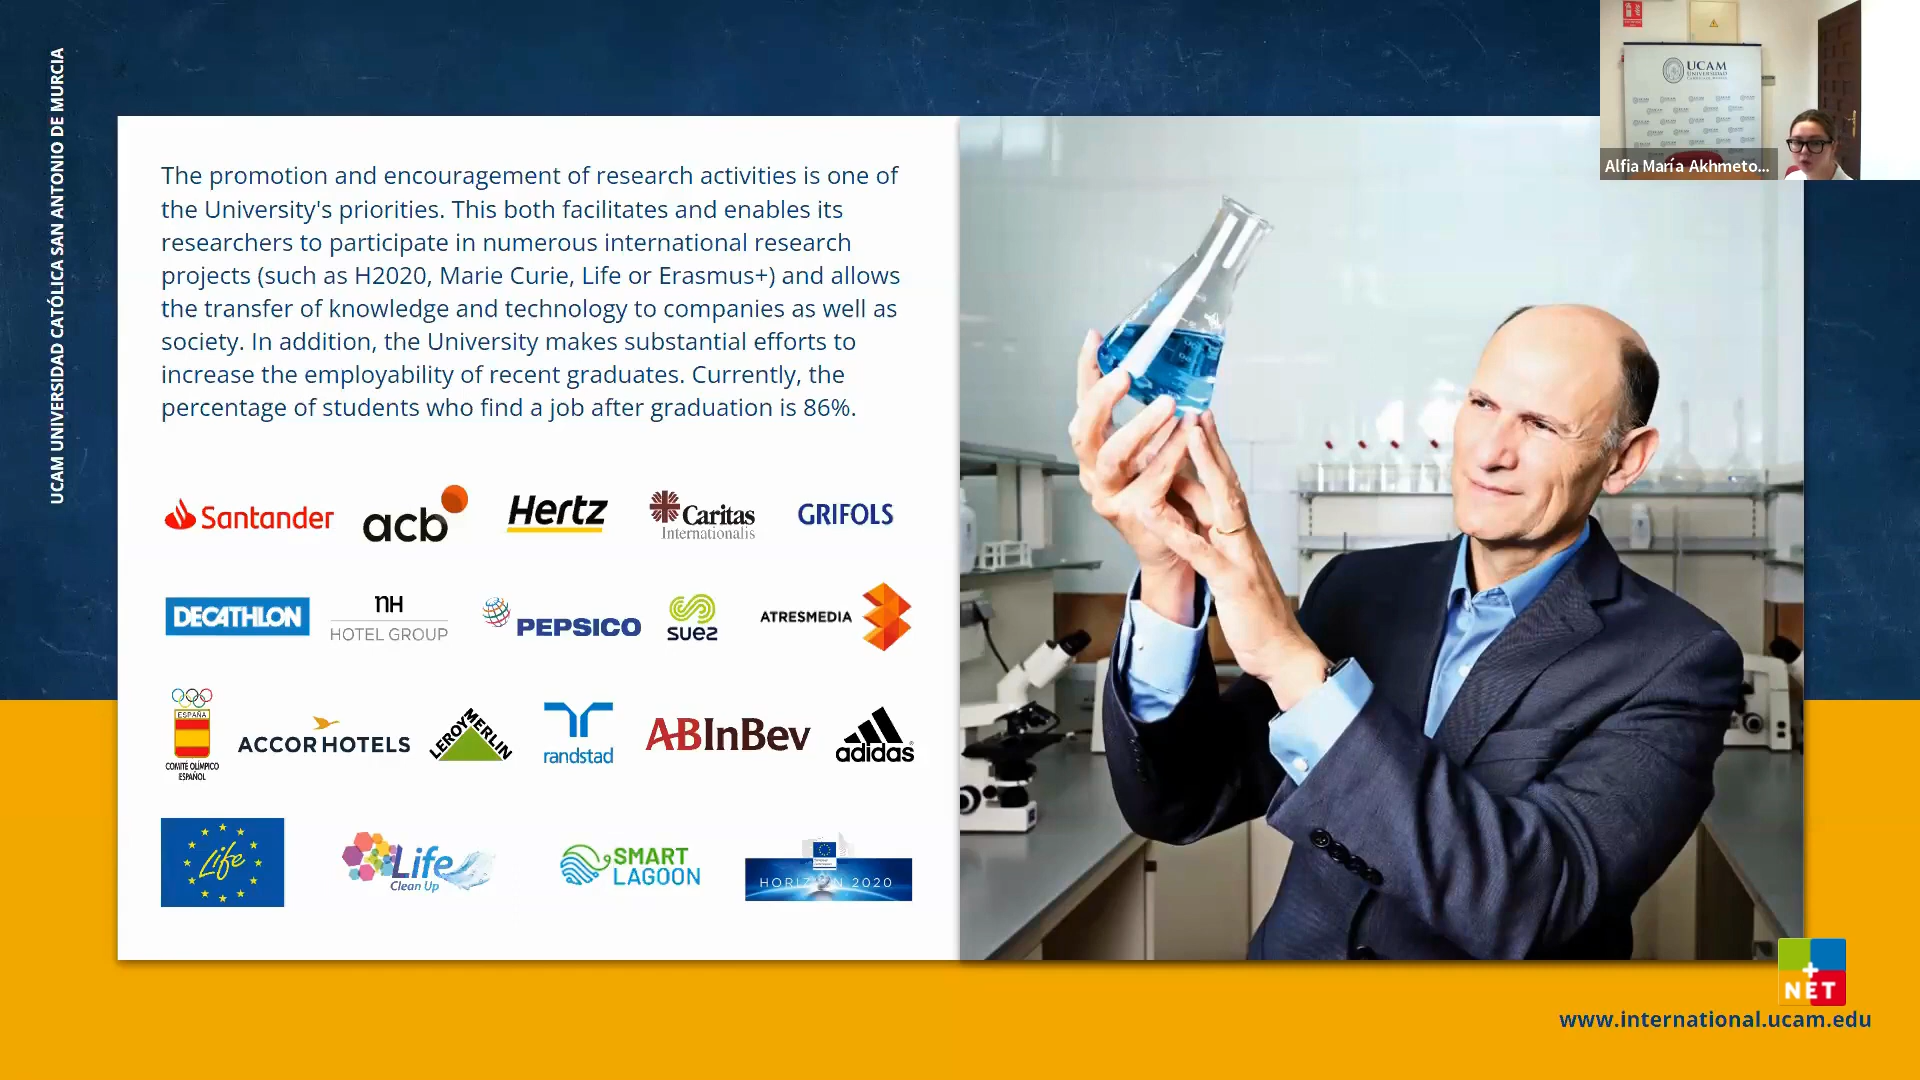 UCAM UNIVERSIDAD CATÓLICA SAN ANTONIO DE MURCIA
UCAM
UNIVERSIDAD
Alfia María Akhmeto...
The promotion and encouragement of research activities is one of
the University's priorities. This both facilitates and enables its
researchers to participate in numerous international research
projects (such as H2020, Marie Curie, Life or Erasmus+) and allows
the transfer of knowledge and technology to companies as well as
society. In addition, the University makes substantial efforts to
increase the employability of recent graduates. Currently, the
percentage of students who find a job after graduation is 86%.
Santander
acb
Hertz
Caritas
Internationalis
GRIFOLS
DECATHLON
nH
HOTEL GROUP
PEPSICO
suez
ATRESMEDIA
ESPAÑA
COMITÉ OLÍMPICO
ESPAÑOL
ACCORHOTELS
LEROY MERLIN
randstad
ABInBev
adidas
Life
Life
Clean Up
SMART
LAGOON
HORIZON 2020
+
NET
www.international.ucam.edu